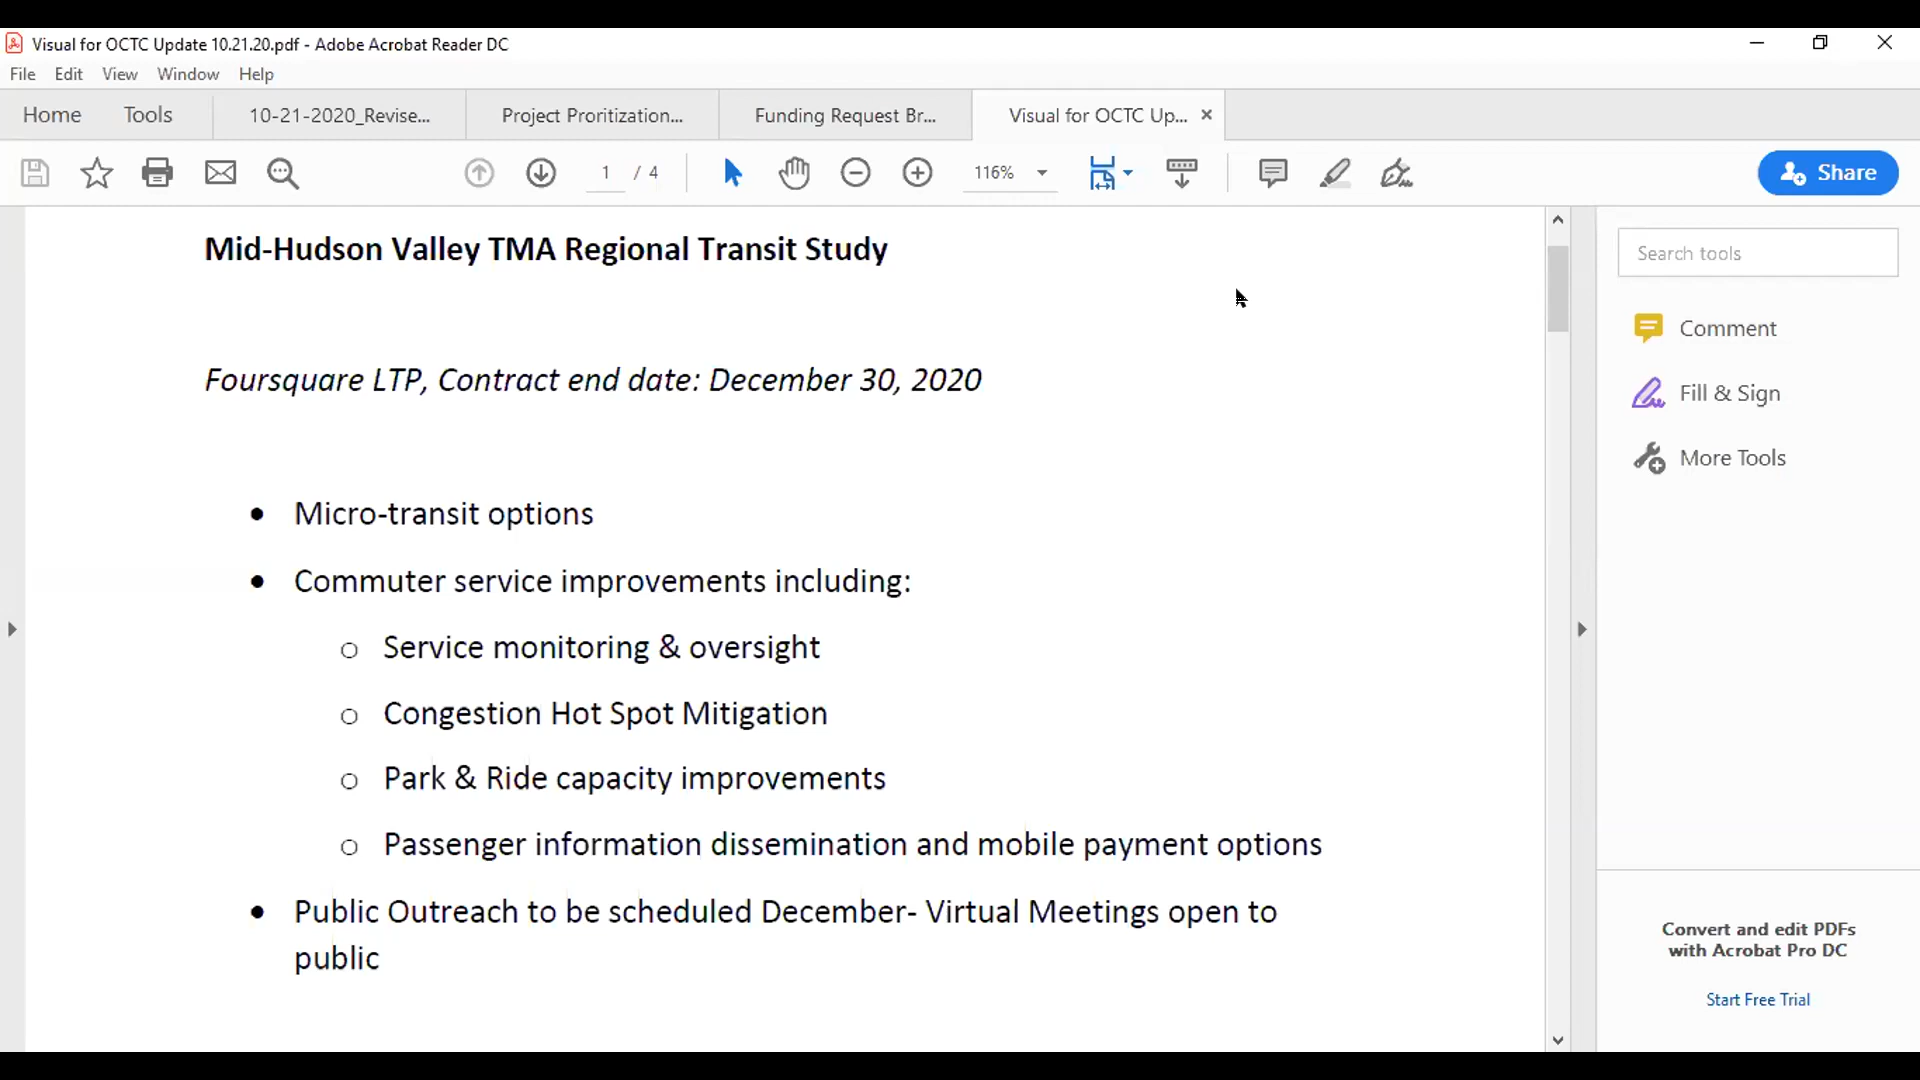 Visual for OCTC Update 10.21.20.pdf - Adobe Acrobat Reader DC
File Edit View Window Help
Home Tools 10-21-2020_Revise... Project Proritization... Funding Request Br... Visual for OCTC Up... ×
1 / 4 116% Share
Mid-Hudson Valley TMA Regional Transit Study
Search tools
Comment
Foursquare LTP, Contract end date: December 30, 2020
Fill & Sign
More Tools
• Micro-transit options
• Commuter service improvements including:
o Service monitoring & oversight
o Congestion Hot Spot Mitigation
o Park & Ride capacity improvements
o Passenger information dissemination and mobile payment options
• Public Outreach to be scheduled December- Virtual Meetings open to
public
Convert and edit PDFs
with Acrobat Pro DC
Start Free Trial